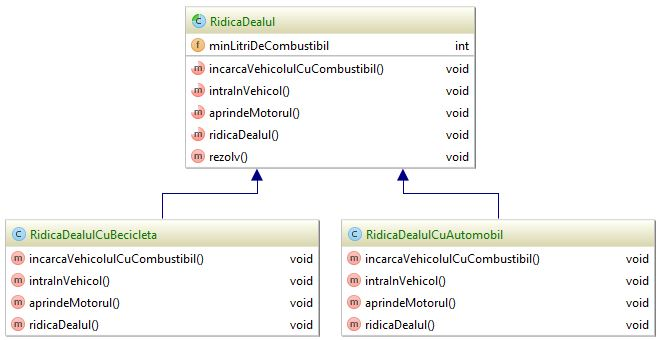 C RidicaDealul
f minLitriDeCombustibil int
m incarcaVehicolulCuCombustibil() void
m intraInVehicol() void
m aprindeMotorul() void
m ridicaDealul() void
m rezolv() void
C RidicaDealulCuBecicleta
m incarcaVehicolulCuCombustibil() void
m intraInVehicol() void
m aprindeMotorul() void
m ridicaDealul() void
C RidicaDealulCuAutomobil
m incarcaVehicolulCuCombustibil() void
m intraInVehicol() void
m aprindeMotorul() void
m ridicaDealul() void